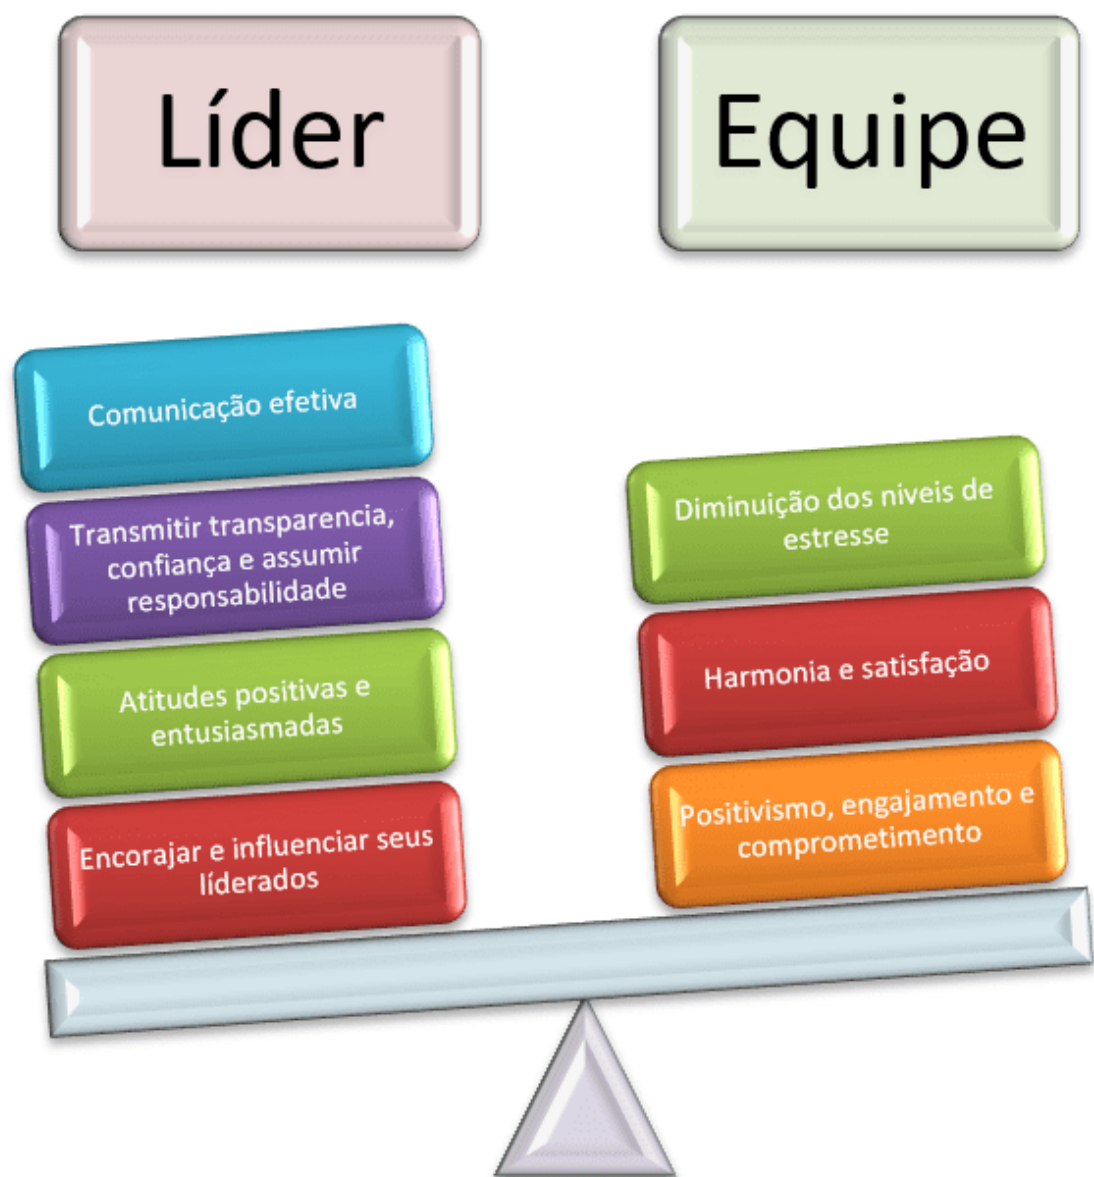 Líder
Equipe
Comunicação efetiva
Transmitir transparencia,
confiança e assumir
responsabilidade
Atitudes positivas e
entusiasmadas
Encorajar e influenciar seus
líderados
Diminuição dos niveis de
estresse
Harmonia e satisfação
Positivismo, engajamento e
comprometimento